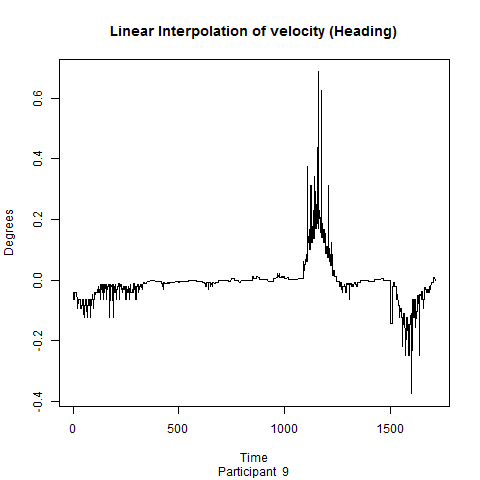 Linear Interpolation of velocity (Heading)
Degrees
0.6
0.4
0.2
0.0
-0.2
-0.4
0 500 1000 1500
Time
Participant 9